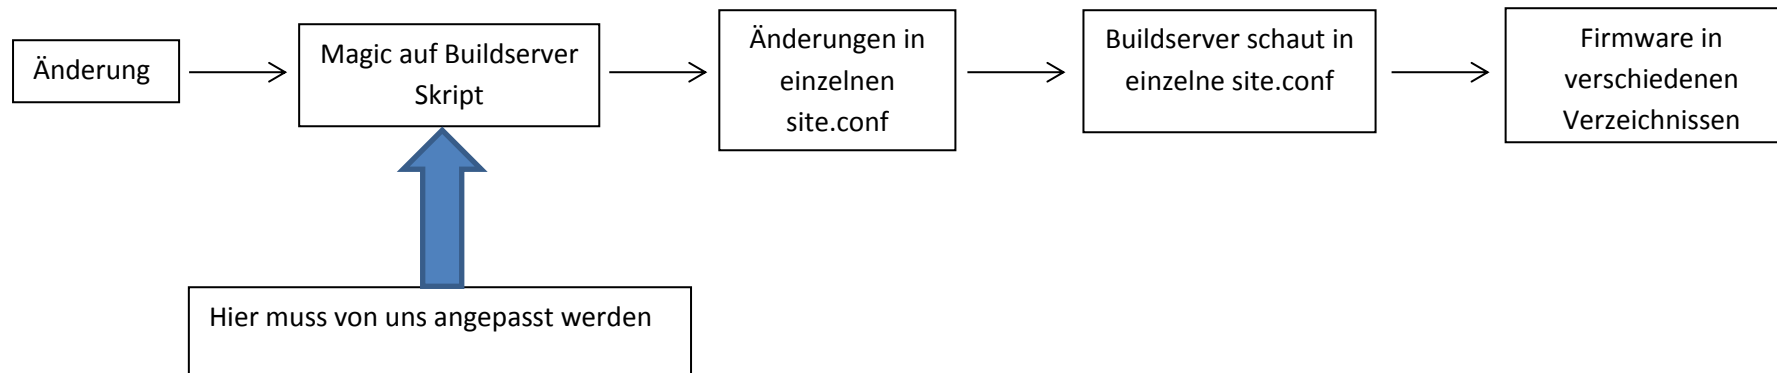 Änderung
Magic auf Buildserver
Skript
Änderungen in
einzelnen
site.conf
Buildserver schaut in
einzelne site.conf
Firmware in
verschiedenen
Verzeichnissen
Hier muss von uns angepasst werden